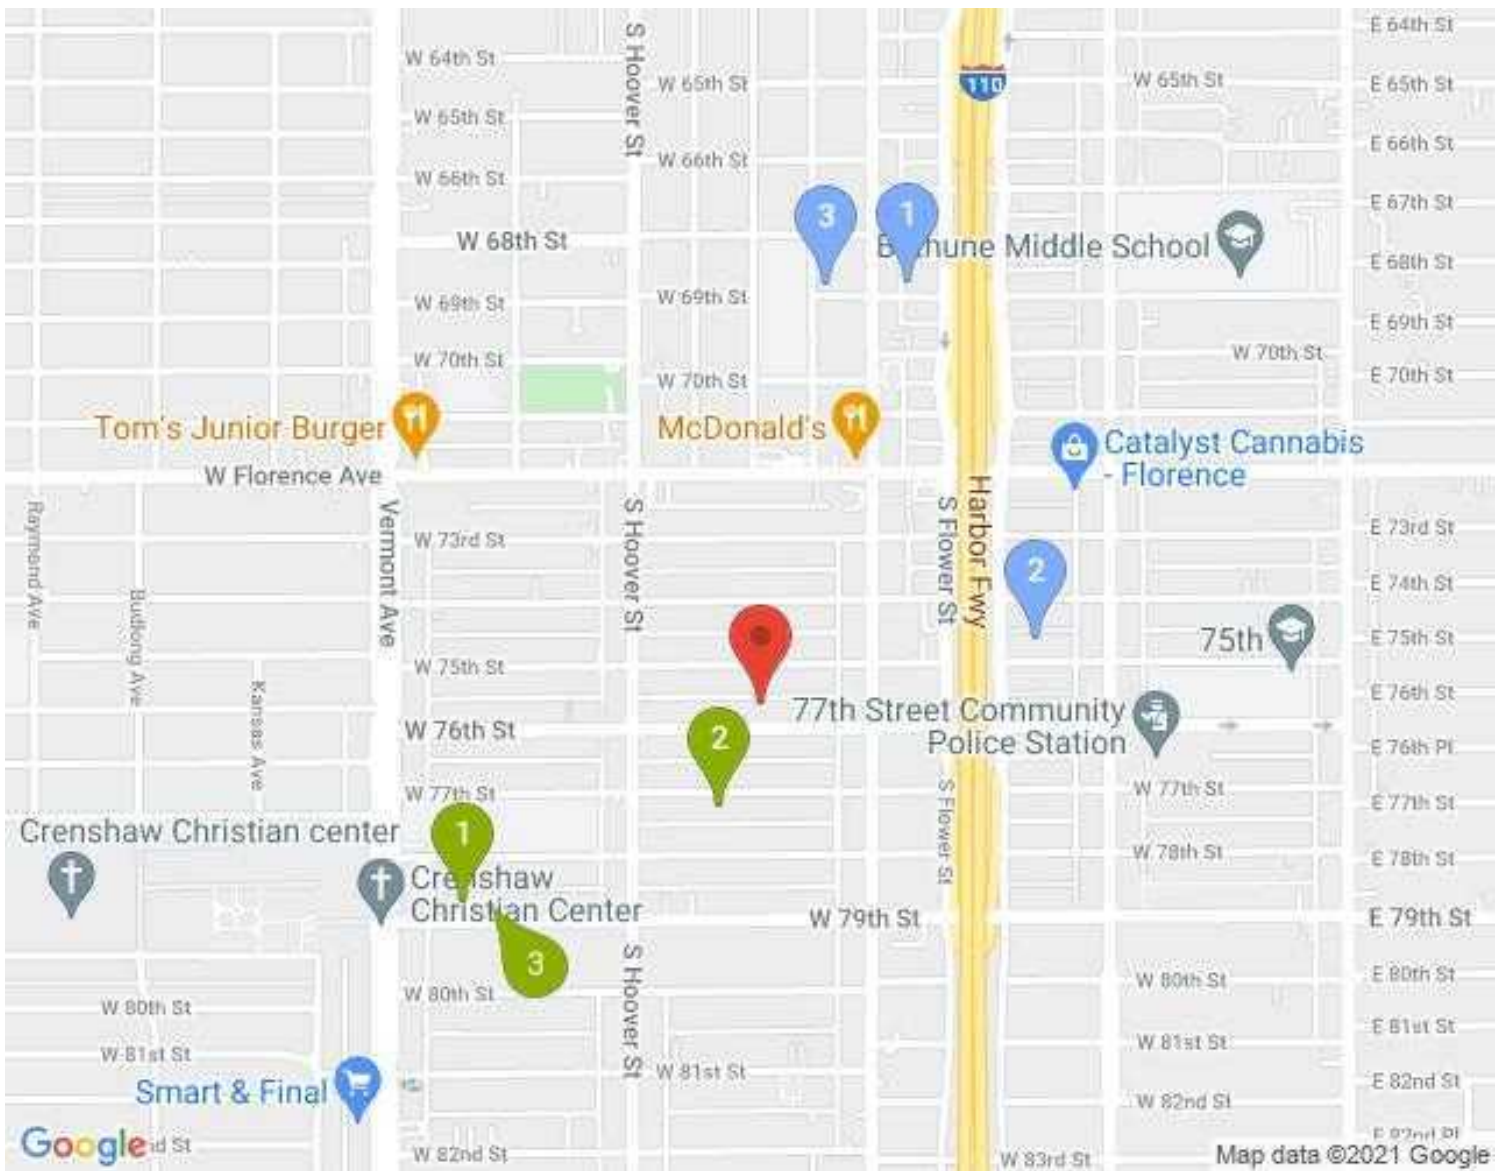 E 64th St
W 64th St
S Hoover St
W 65th St
110
W 65th St
E 65th St
W 65th St
E 66th St
W 66th St
W 66th St
E 67th St
3
1
W 68th St
Bethune Middle School
E 68th St
W 69th St
W 69th St
E 69th St
W 70th St
W 70th St
W 70th St
E 70th St
Tom's Junior Burger
McDonald's
Catalyst Cannabis
- Florence
W Florence Ave
Raymond Ave
Vermont Ave
S Hoover St
S Flower St
Harbor Fwy
E 73rd St
W 73rd St
2
E 74th St
Budlong Ave
75th
E 75th St
W 75th St
Kansas Ave
E 76th St
77th Street Community
Police Station
W 76th St
2
E 76th Pl
W 77th St
W 77th St
S Flower St
E 77th St
Crenshaw Christian center
1
W 78th St
E 78th St
Crenshaw
Christian Center
W 79th St
E 79th St
3
S Hoover St
W 80th St
W 80th St
W 80th St
E 80th St
E 81st St
W 81st St
W 81st St
W 81st St
Smart & Final
E 82nd St
W 82nd St
E 82nd Pl
Google
nd St
W 82nd St
W 83rd St
Map data ©2021 Google